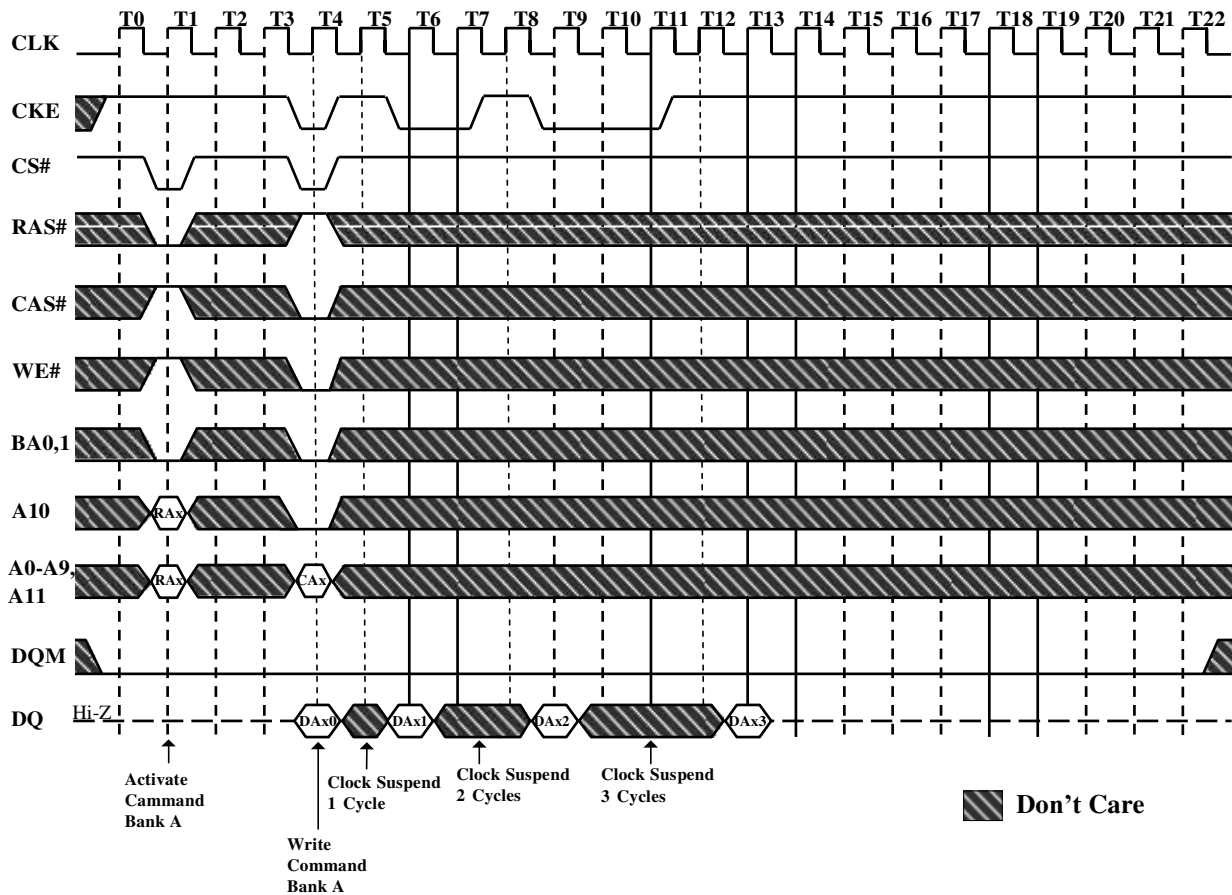 T0 T1 T2 T3 T4 T5 T6 T7 T8 T9 T10 T11 T12 T13 T14 T15 T16 T17 T18 T19 T20 T21 T22
CLK
CKE
CS#
RAS#
CAS#
WE#
BA0,1
A10
RAx
A0-A9,
A11
RAx CAx
DQM
DQ
Hi-Z
DAx0 DAx1 DAx2 DAx3
Activate
Cammand
Bank A
Write
Command
Bank A
Clock Suspend
1 Cycle
Clock Suspend
2 Cycles
Clock Suspend
3 Cycles
Don't Care